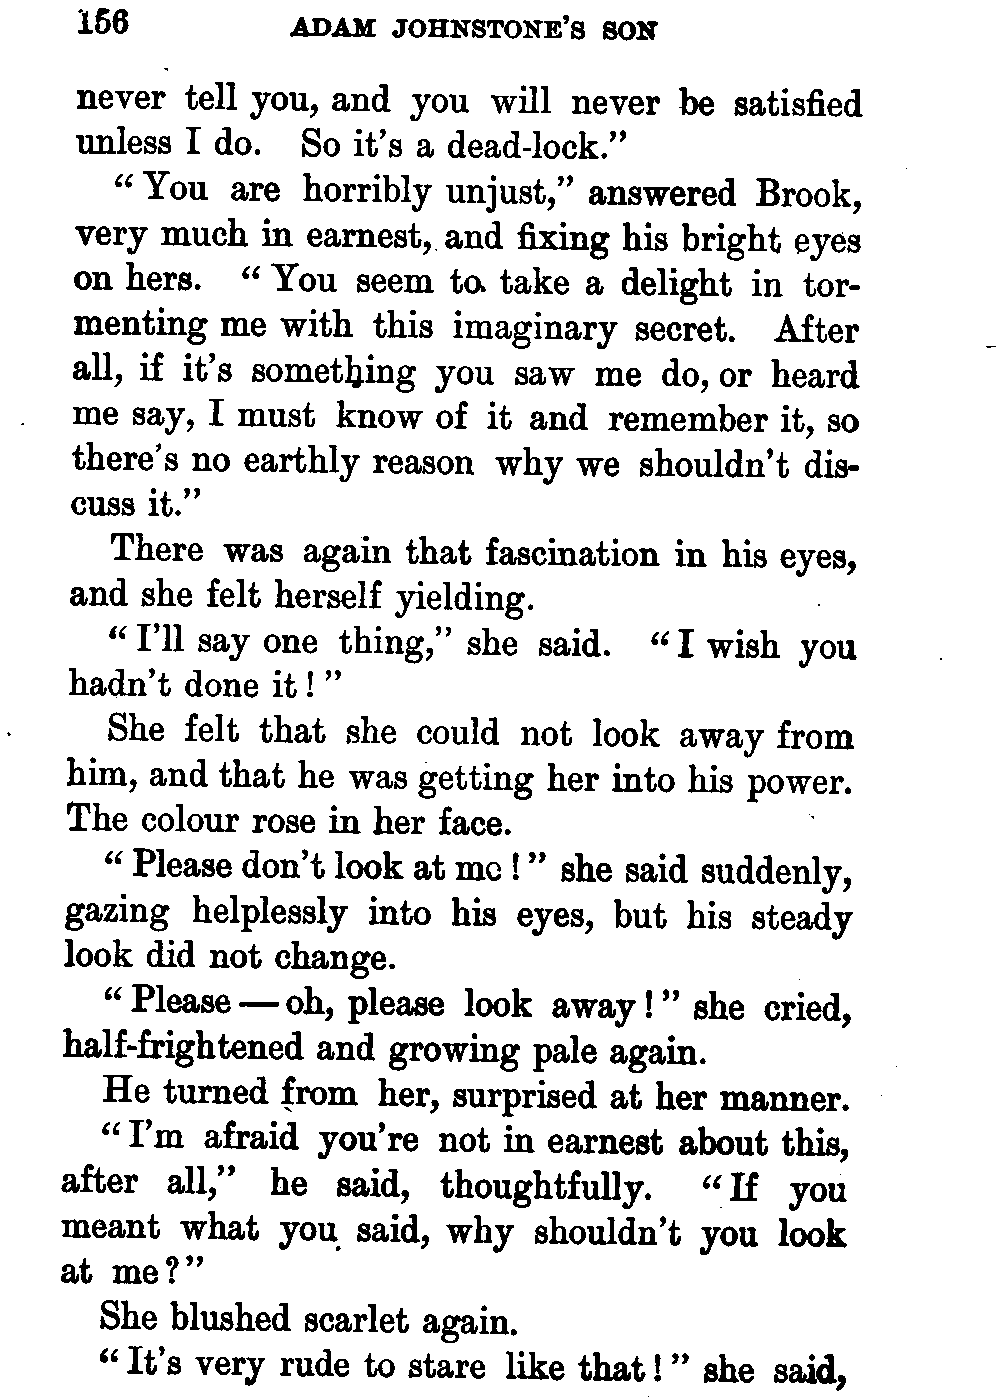 156 ADAM JOHNSTONE'S SON
never tell you, and you will never be satisfied
unless I do. So it's a dead-lock."
"You are horribly unjust," answered Brook,
very much in earnest, and fixing his bright eyes
on hers. "You seem to take a delight in tor-
menting me with this imaginary secret. After
all, if it's something you saw me do, or heard
me say, I must know of it and remember it, so
there's no earthly reason why we shouldn't dis-
cuss it."
There was again that fascination in his eyes,
and she felt herself yielding.
"I'll say one thing," she said. "I wish you
hadn't done it!"
She felt that she could not look away from
him, and that he was getting her into his power.
The colour rose in her face.
"Please don't look at me!" she said suddenly,
gazing helplessly into his eyes, but his steady
look did not change.
"Please — oh, please look away!" she cried,
half-frightened and growing pale again.
He turned from her, surprised at her manner.
"I'm afraid you're not in earnest about this,
after all," he said, thoughtfully. "If you
meant what you said, why shouldn't you look
at me?"
She blushed scarlet again.
"It's very rude to stare like that!" she said,